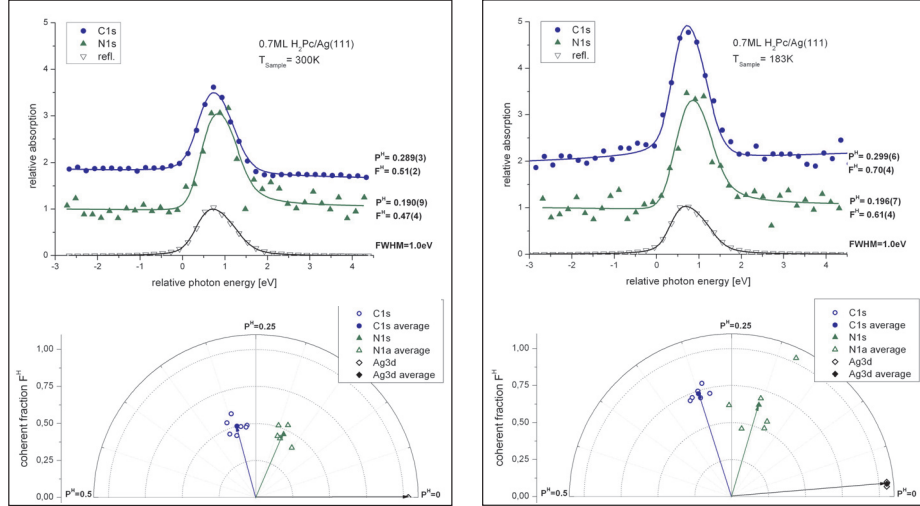 5
C1s
N1s
refl.
0.7ML H₂Pc/Ag(111)
T_Sample = 300K
4
3
2
1
0
relative absorption
P^H= 0.289(3)
F^H= 0.51(2)
P^H= 0.190(9)
F^H= 0.47(4)
FWHM=1.0eV
-3 -2 -1 0 1 2 3 4
relative photon energy [eV]
C1s
C1s average
N1s
N1a average
Ag3d
Ag3d average
P^H=0.25
1,00
0,75
0,50
0,25
0,00
coherent fraction F^H
P^H=0.5
P^H=0
5
C1s
N1s
refl.
0.7ML H₂Pc/Ag(111)
T_Sample = 183K
4
3
2
1
0
relative absorption
P^H= 0.299(6)
F^H= 0.70(4)
P^H= 0.196(7)
F^H= 0.61(4)
FWHM=1.0eV
-3 -2 -1 0 1 2 3 4
relative photon energy [eV]
C1s
C1s average
N1s
N1a average
Ag3d
Ag3d average
P^H=0.25
1,00
0,75
0,50
0,25
0,00
coherent fraction F^H
P^H=0.5
P^H=0